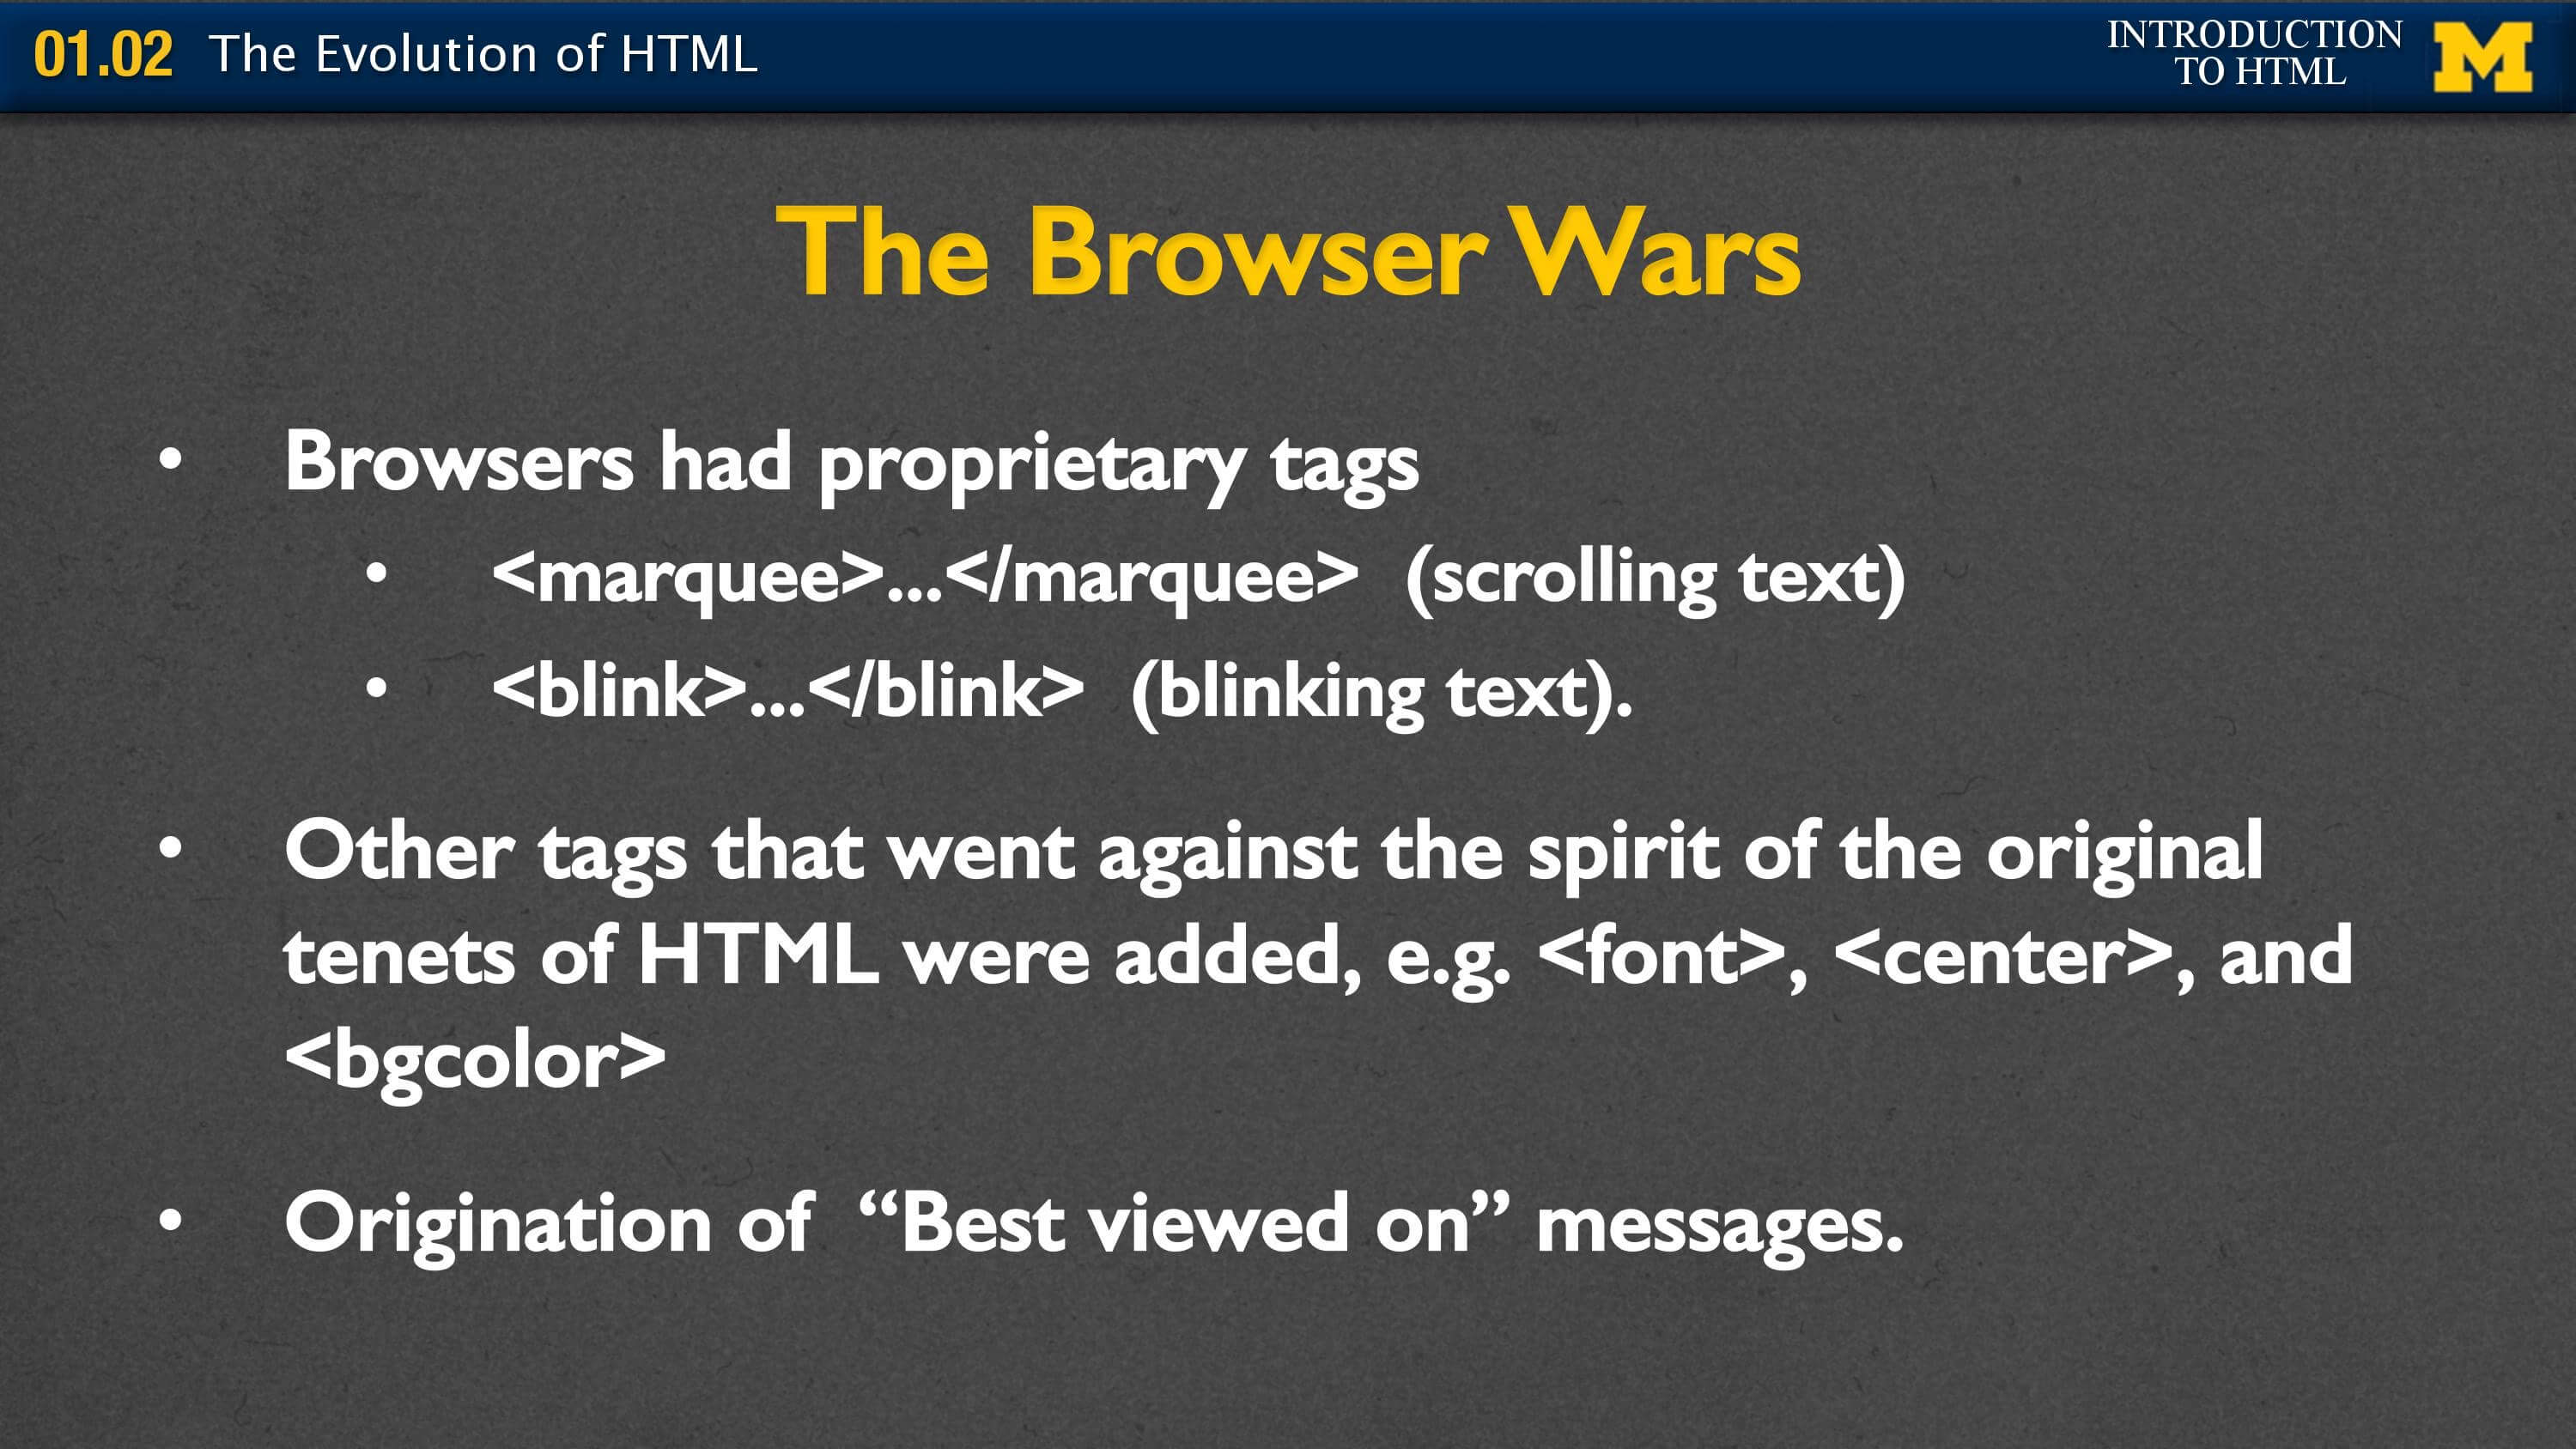 01.02 The Evolution of HTML
INTRODUCTION
TO HTML
M
The Browser Wars
• Browsers had proprietary tags
• <marquee>...</marquee> (scrolling text)
• <blink>...</blink> (blinking text).
• Other tags that went against the spirit of the original
tenets of HTML were added, e.g. <font>, <center>, and
<bgcolor>
• Origination of “Best viewed on” messages.